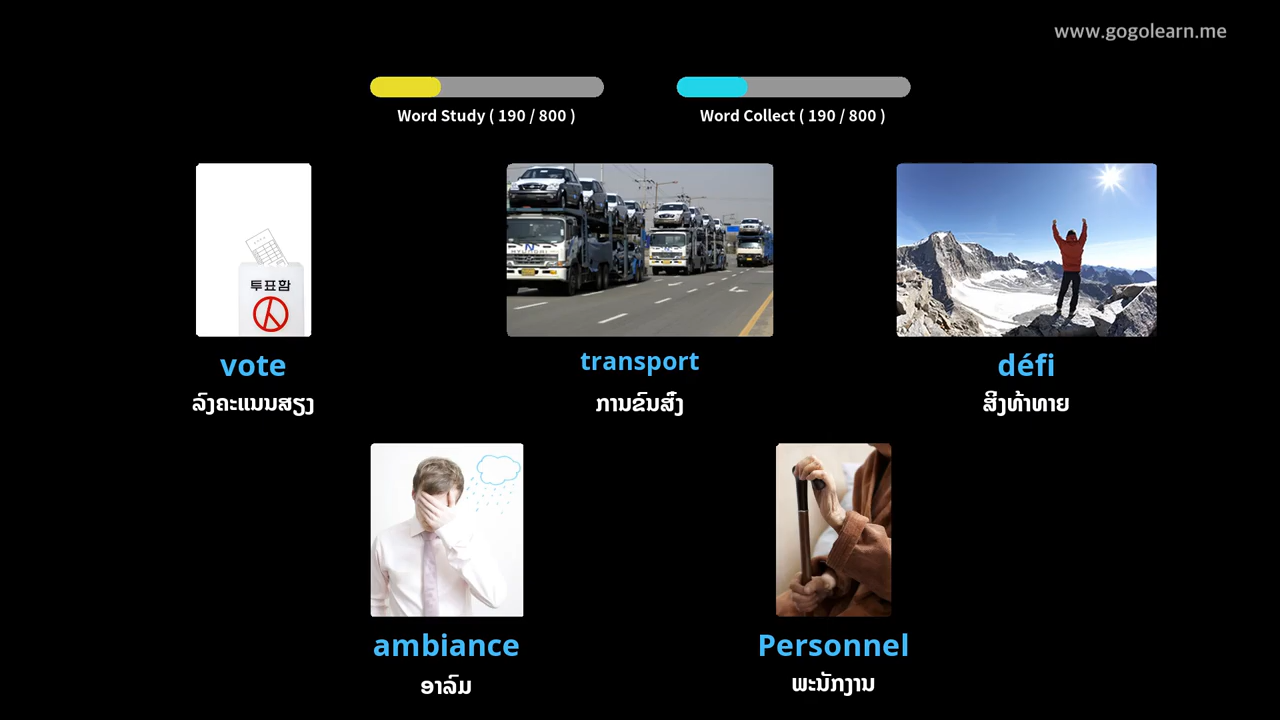 www.gogolearn.me
Word Study ( 190 / 800 )
Word Collect ( 190 / 800 )
투표함
vote
ລົງຄະແນນສຽງ
transport
ການຂົນສົ່ງ
défi
ສິ່ງທ້າທາຍ
ambiance
ອາລົມ
Personnel
ພະນັກງານ